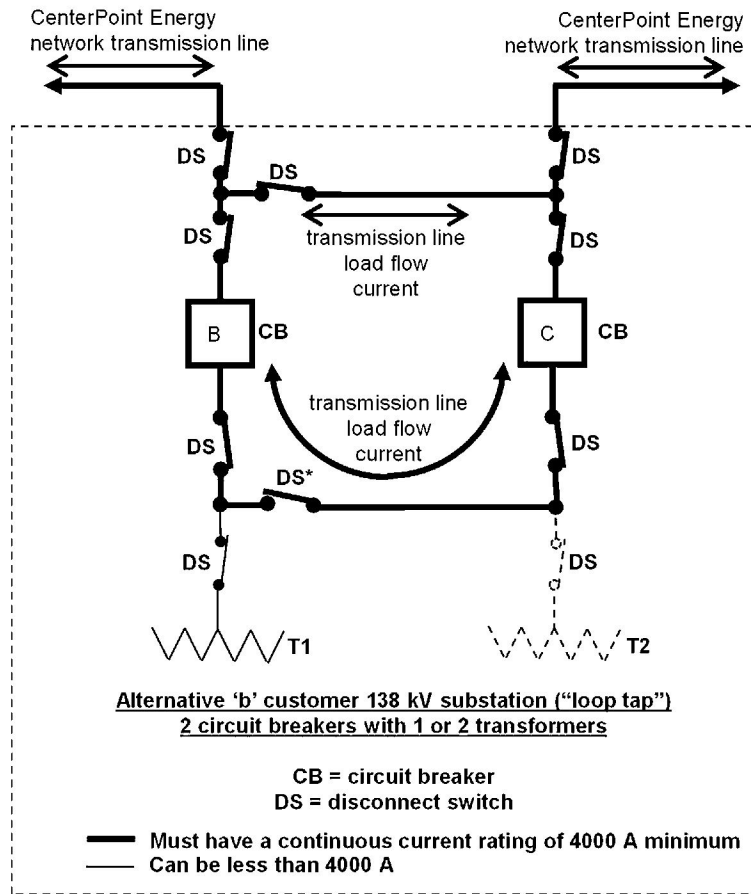 CenterPoint Energy
network transmission line
CenterPoint Energy
network transmission line
DS
DS
DS
transmission line
load flow
current
DS
DS
B
CB
C
CB
transmission line
load flow
current
DS
DS
DS*
DS
DS
T1
T2
Alternative ‘b’ customer 138 kV substation (“loop tap”)
2 circuit breakers with 1 or 2 transformers
CB = circuit breaker
DS = disconnect switch
Must have a continuous current rating of 4000 A minimum
Can be less than 4000 A